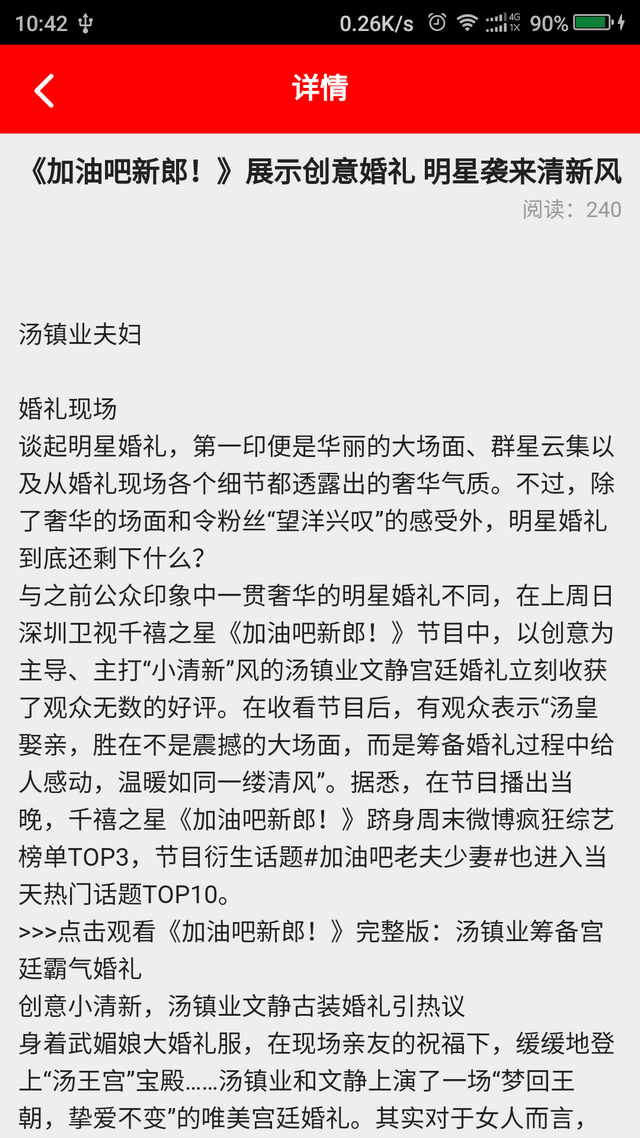 10:42
0.26K/s
4G
1X
90%
详情
《加油吧新郎！》展示创意婚礼 明星袭来清新风
阅读：240
汤镇业夫妇
婚礼现场
谈起明星婚礼，第一印便是华丽的大场面、群星云集以
及从婚礼现场各个细节都透露出的奢华气质。不过，除
了奢华的场面和令粉丝“望洋兴叹”的感受外，明星婚礼
到底还剩下什么？
与之前公众印象中一贯奢华的明星婚礼不同，在上周日
深圳卫视千禧之星《加油吧新郎！》节目中，以创意为
主导、主打“小清新”风的汤镇业文静宫廷婚礼立刻收获
了观众无数的好评。在收看节目后，有观众表示“汤皇
娶亲，胜在不是震撼的大场面，而是筹备婚礼过程中给
人感动，温暖如同一缕清风”。据悉，在节目播出当
晚，千禧之星《加油吧新郎！》跻身周末微博疯狂综艺
榜单TOP3，节目衍生话题#加油吧老夫少妻#也进入当
天热门话题TOP10。
>>>点击观看《加油吧新郎！》完整版：汤镇业筹备宫
廷霸气婚礼
创意小清新，汤镇业文静古装婚礼引热议
身着武媚娘大婚礼服，在现场亲友的祝福下，缓缓地登
上“汤王宫”宝殿……汤镇业和文静上演了一场“梦回王
朝，挚爱不变”的唯美宫廷婚礼。其实对于女人而言，